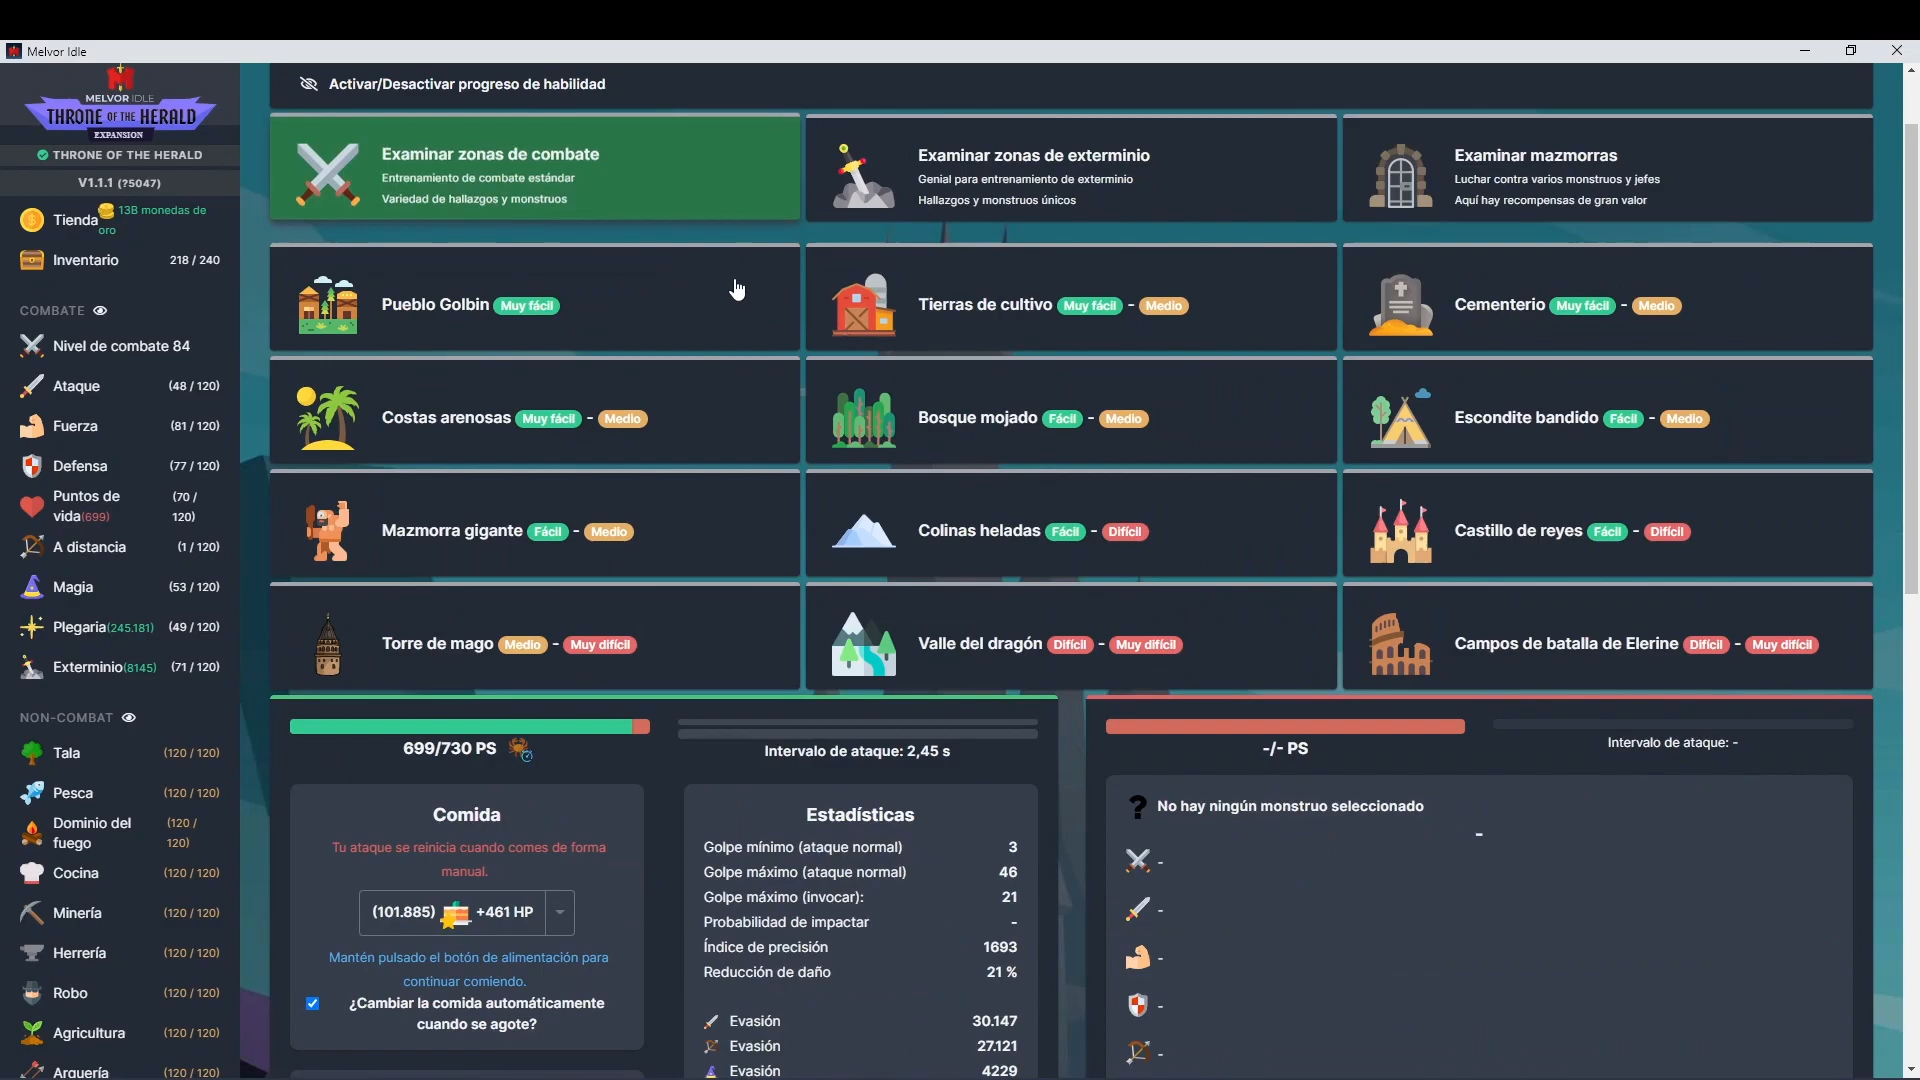 Melvor Idle
MELVOR IDLE
THRONE OF THE HERALD
EXPANSION
THRONE OF THE HERALD
V1.1.1 (?5047)
Tienda 13B monedas de oro
Inventario 218 / 240
COMBATE
Nivel de combate 84
Ataque (48 / 120)
Fuerza (81 / 120)
Defensa (77 / 120)
Puntos de vida(699) (70 / 120)
A distancia (1 / 120)
Magia (53 / 120)
Plegaria(245.181) (49 / 120)
Exterminio(8145) (71 / 120)
NON-COMBAT
Tala (120 / 120)
Pesca (120 / 120)
Dominio del fuego (120 / 120)
Cocina (120 / 120)
Minería (120 / 120)
Herrería (120 / 120)
Robo (120 / 120)
Agricultura (120 / 120)
Arquería (120 / 120)
Activar/Desactivar progreso de habilidad
Examinar zonas de combate
Entrenamiento de combate estándar
Variedad de hallazgos y monstruos
Examinar zonas de exterminio
Genial para entrenamiento de exterminio
Hallazgos y monstruos únicos
Examinar mazmorras
Luchar contra varios monstruos y jefes
Aquí hay recompensas de gran valor
Pueblo Golbin Muy fácil
Tierras de cultivo Muy fácil - Medio
Cementerio Muy fácil - Medio
Costas arenosas Muy fácil - Medio
Bosque mojado Fácil - Medio
Escondite bandido Fácil - Medio
Mazmorra gigante Fácil - Medio
Colinas heladas Fácil - Difícil
Castillo de reyes Fácil - Difícil
Torre de mago Medio - Muy difícil
Valle del dragón Difícil - Muy difícil
Campos de batalla de Elerine Difícil - Muy difícil
699/730 PS
Intervalo de ataque: 2,45 s
Comida
Tu ataque se reinicia cuando comes de forma
manual.
(101.885) +461 HP
Mantén pulsado el botón de alimentación para
continuar comiendo.
¿Cambiar la comida automáticamente
cuando se agote?
Estadísticas
Golpe mínimo (ataque normal) 3
Golpe máximo (ataque normal) 46
Golpe máximo (invocar): 21
Probabilidad de impactar -
Índice de precisión 1693
Reducción de daño 21 %
Evasión 30.147
Evasión 27.121
Evasión 4229
-/- PS
Intervalo de ataque: -
? No hay ningún monstruo seleccionado
-
-
-
-
-
-